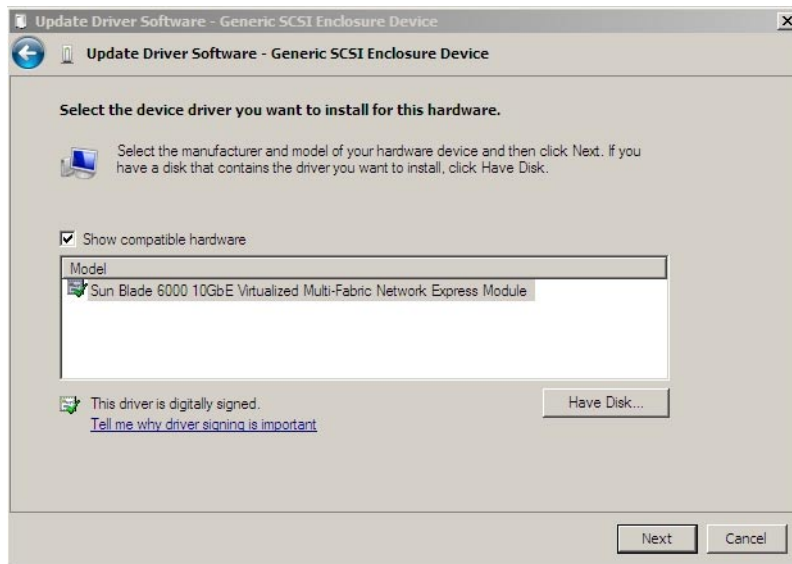 Update Driver Software - Generic SCSI Enclosure Device
Update Driver Software - Generic SCSI Enclosure Device
Select the device driver you want to install for this hardware.
Select the manufacturer and model of your hardware device and then click Next. If you
have a disk that contains the driver you want to install, click Have Disk.
Show compatible hardware
Model
Sun Blade 6000 10GbE Virtualized Multi-Fabric Network Express Module
This driver is digitally signed.
Have Disk...
Tell me why driver signing is important
Next
Cancel